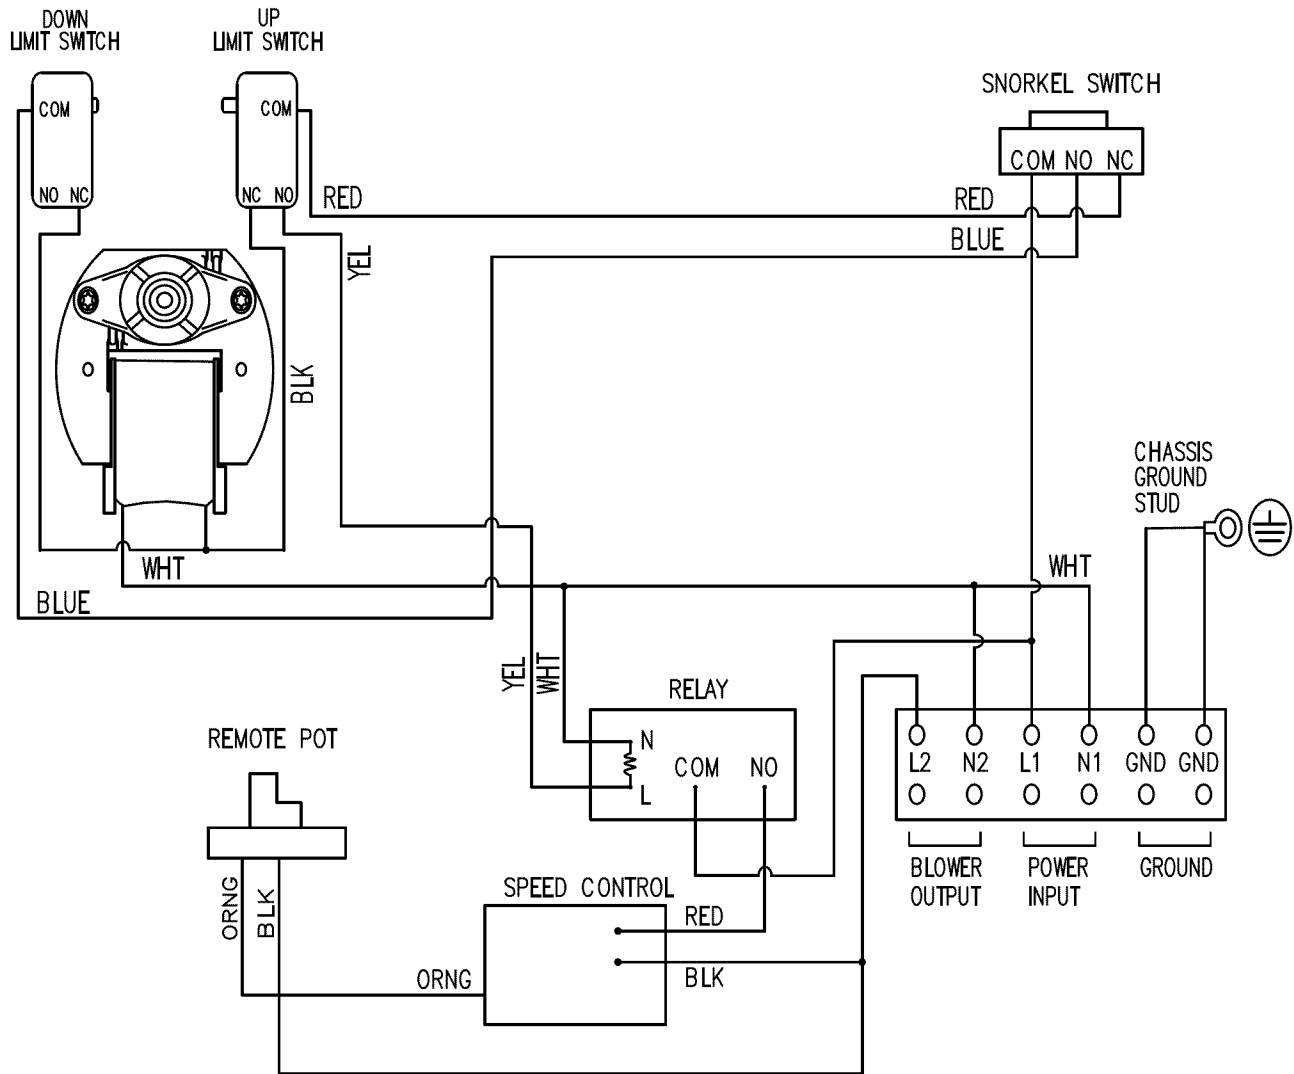 DOWN
LIMIT SWITCH
UP
LIMIT SWITCH
SNORKEL SWITCH
COM
COM
COM NO NC
NO NC
NC NO
RED
RED
BLUE
YEL
BLK
CHASSIS
GROUND
STUD
WHT
WHT
BLUE
YEL
WHT
RELAY
REMOTE POT
N
COM NO
L
L2 N2 L1 N1 GND GND
BLOWER
OUTPUT
POWER
INPUT
GROUND
SPEED CONTROL
ORNG
BLK
RED
ORNG
BLK